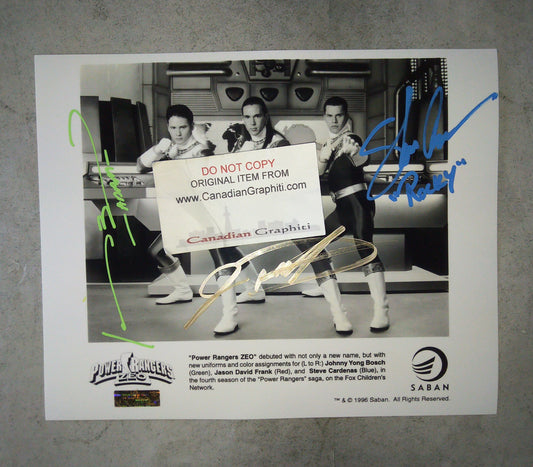 DO NOT COPY
ORIGINAL ITEM FROM
www.CanadianGraphiti.com
Canadian Graphiti
"Rocky"
POWER RANGERS
ZEO
"Power Rangers ZEO" debuted with not only a new name, but with
new uniforms and color assignments for (L to R:) Johnny Yong Bosch
(Green), Jason David Frank (Red), and Steve Cardenas (Blue), in
the fourth season of the "Power Rangers" saga, on the Fox Children's
Network.
SABAN
™ & © 1996 Saban. All Rights Reserved.